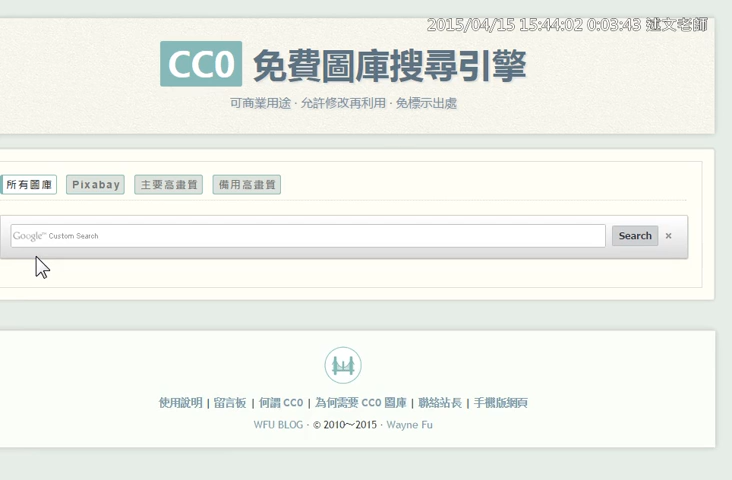 2015/04/15 15:44:02 0:03:43 述文老師
CC0 免費圖庫搜尋引擎
可商業用途 · 允許修改再利用 · 免標示出處
所有圖庫 Pixabay 主要高畫質 備用高畫質
Google™ Custom Search Search ×
使用說明 | 留言板 | 何謂 CC0 | 為何需要 CC0 圖庫 | 聯絡站長 | 手機版網頁
WFU BLOG · © 2010～2015 · Wayne Fu